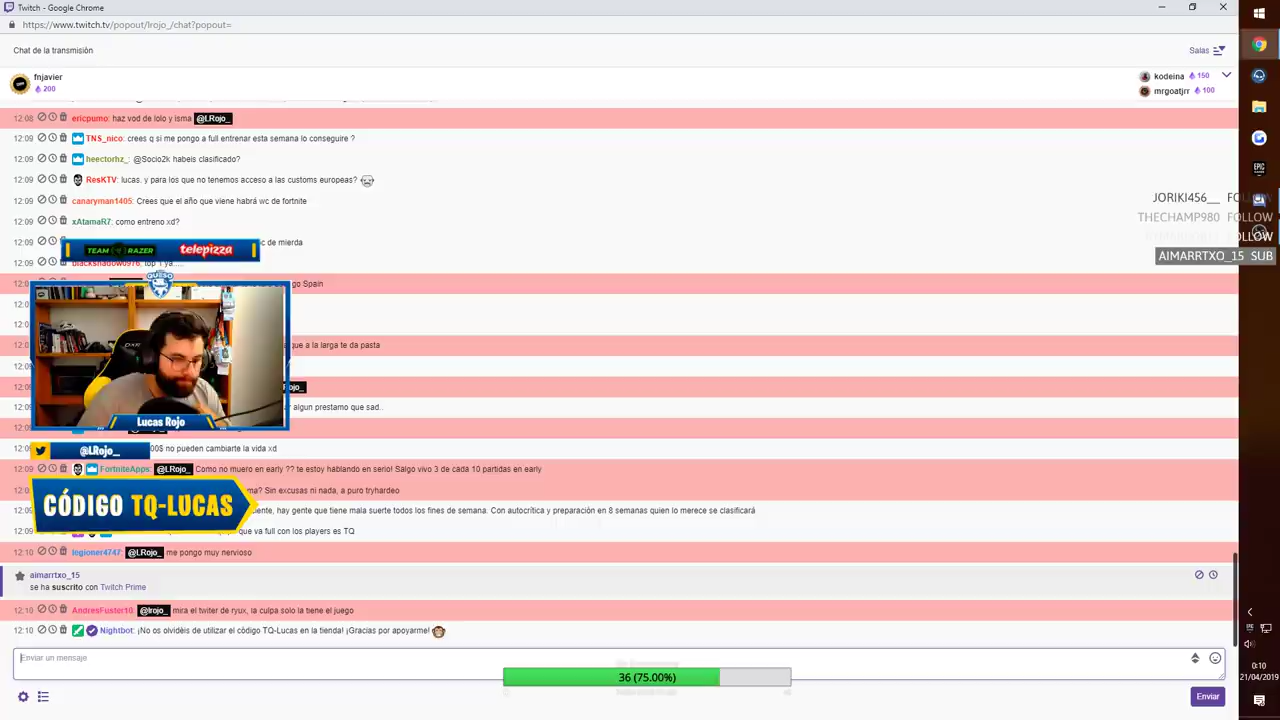 Twitch - Google Chrome
https://www.twitch.tv/popout/lrojo_/chat?popout=
Chat de la transmisión
Salas
fnjavier
200
kodeina 150
mrgoatjrr 100
12:08 ericpumo: haz vod de lolo y isma @LRojo_
12:09 TNS_nico: crees q si me pongo a full entrenar esta semana lo conseguire ?
12:09 heectorhz_: @Socio2k habeis clasificado?
12:09 ResKTV: lucas. y para los que no tenemos acceso a las customs europeas?
12:09 canaryman1405: Crees que el año que viene habrá wc de fortnite
12:09 xAtamaR7: como entreno xd?
12:09 c de mierda
12:09 blackshadow0976: top 1 ya.....
go Spain
que a la larga te da pasta
algun prestamo que sad..
00$ no pueden cambiarte la vida xd
12:09 FortniteApps: @LRojo_ Como no muero en early ?? te estoy hablando en serio! Salgo vivo 3 de cada 10 partidas en early
ma? Sin excusas ni nada, a puro tryhardeo
hay gente que tiene mala suerte todos los fines de semana. Con autocrítica y preparación en 8 semanas quien lo merece se clasificará
que va full con los players es TQ
12:10 legioner4747: @LRojo_ me pongo muy nervioso
aimarrtxo_15
se ha suscrito con Twitch Prime
12:10 AndresFuster10: @lrojo_ mira el twiter de ryux, la culpa solo la tiene el juego
12:10 Nightbot: ¡No os olvidéis de utilizar el código TQ-Lucas en la tienda! ¡Gracias por apoyarme!
Enviar un mensaje
Enviar
36 (75.00%)
TEAM RAZER telepizza
QUESO
Lucas Rojo
@LRojo_
CÓDIGO TQ-LUCAS
JORIKI456__ FOLLOW
THECHAMP980 FOLLOW
FOLLOW
AIMARRTXO_15 SUB
EPIC
0:10
21/04/2019